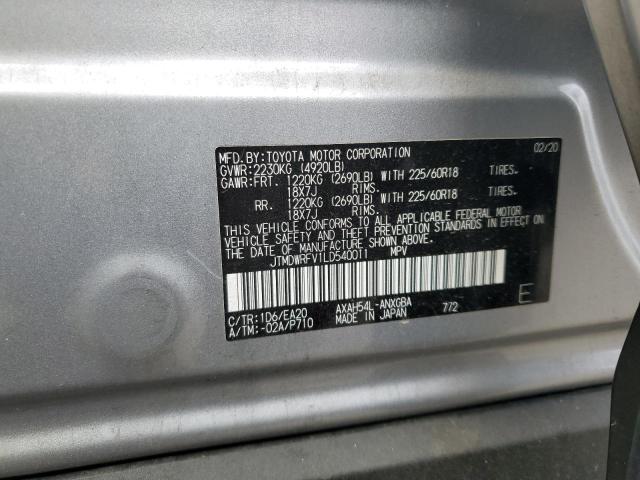 MFD.BY:TOYOTA MOTOR CORPORATION 02/20
GVWR:2230KG (4920LB)
GAWR:FRT. 1220KG (2690LB) WITH 225/60R18 TIRES.
18X7J RIMS.
RR. 1220KG (2690LB) WITH 225/60R18 TIRES.
18X7J RIMS.
THIS VEHICLE CONFORMS TO ALL APPLICABLE FEDERAL MOTOR
VEHICLE SAFETY, THEFT PREVENTION STANDARDS IN EFFECT ON
THE DATE OF MANUFACTURE SHOWN ABOVE.
JTMDWRFV1LD540011 MPV
C/TR:1D6/EA20 AXAH54L-ANXGBA E
A/TM:-02A/P710 MADE IN JAPAN 772